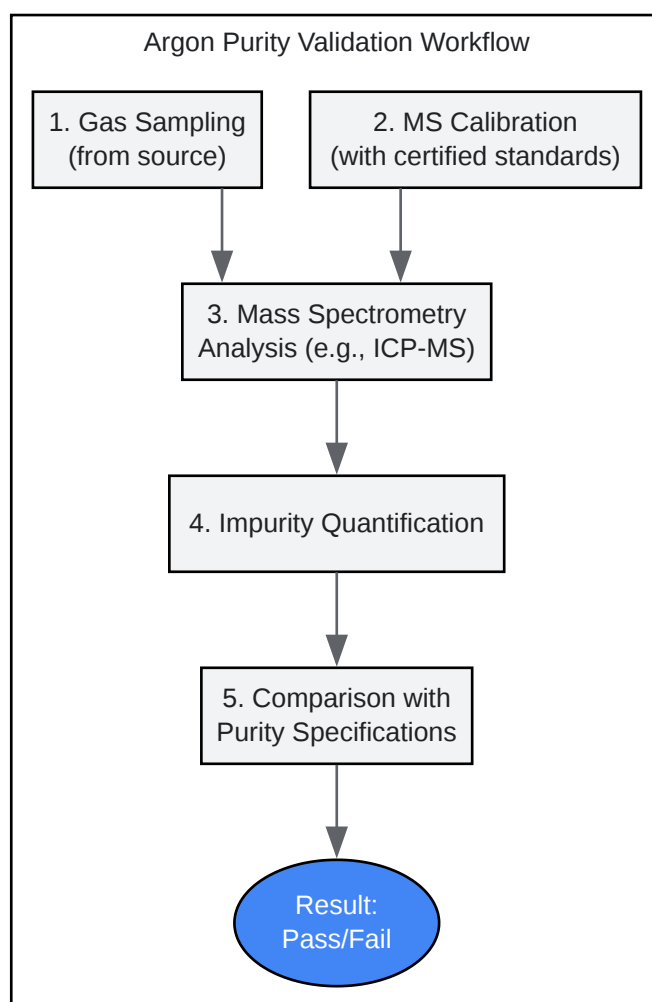 Argon Purity Validation Workflow
1. Gas Sampling
(from source)
2. MS Calibration
(with certified standards)
3. Mass Spectrometry
Analysis (e.g., ICP-MS)
4. Impurity Quantification
5. Comparison with
Purity Specifications
Result:
Pass/Fail